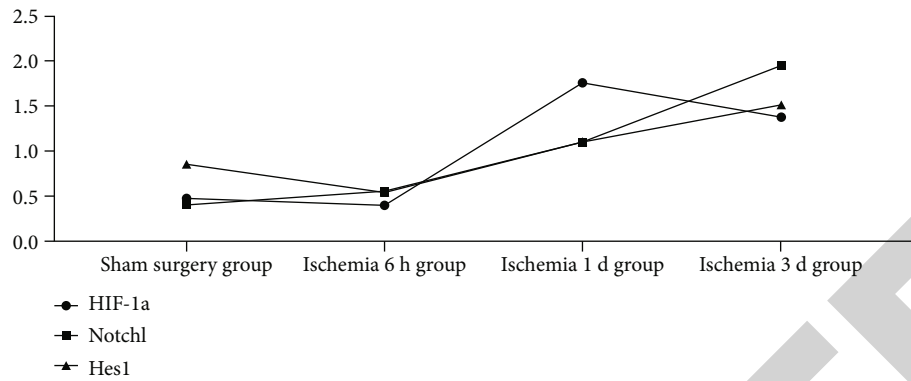 2.5
2.0
1.5
1.0
0.5
0.0
Sham surgery group Ischemia 6 h group Ischemia 1 d group Ischemia 3 d group
HIF-1a
Notchl
Hes1